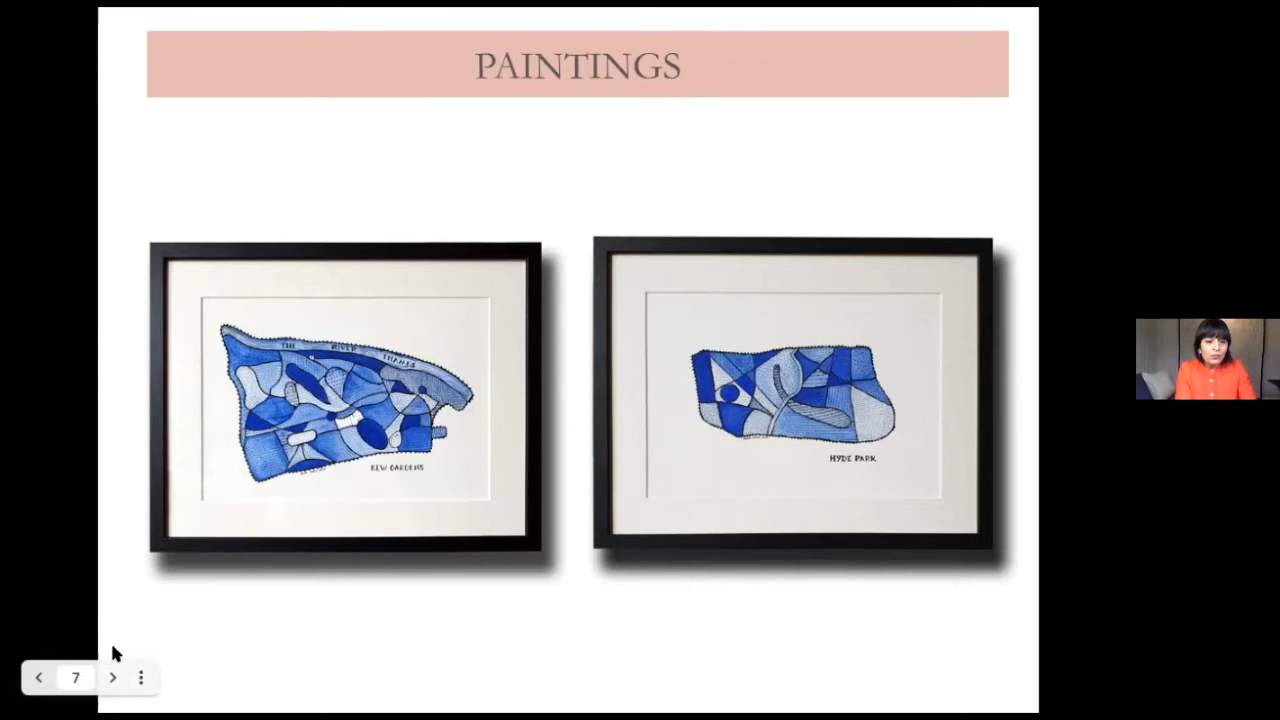 PAINTINGS
THE RIVER THAMES
KEW GARDENS
HYDE PARK
7